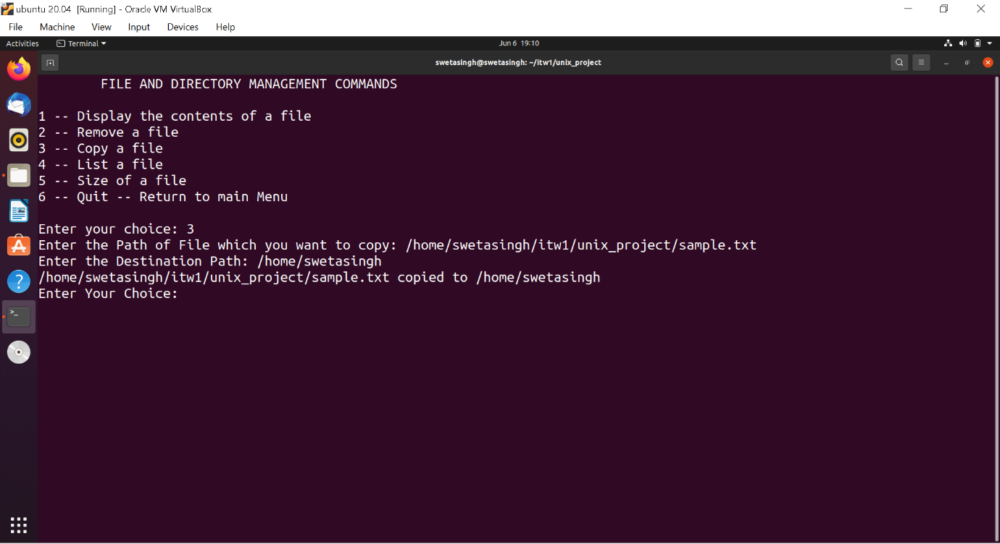 ubuntu 20.04 [Running] - Oracle VM VirtualBox
File Machine View Input Devices Help
Activities Terminal Jun 6 19:10
swetasingh@swetasingh: ~/itw1/unix_project
FILE AND DIRECTORY MANAGEMENT COMMANDS
1 -- Display the contents of a file
2 -- Remove a file
3 -- Copy a file
4 -- List a file
5 -- Size of a file
6 -- Quit -- Return to main Menu
Enter your choice: 3
Enter the Path of File which you want to copy: /home/swetasingh/itw1/unix_project/sample.txt
Enter the Destination Path: /home/swetasingh
/home/swetasingh/itw1/unix_project/sample.txt copied to /home/swetasingh
Enter Your Choice: